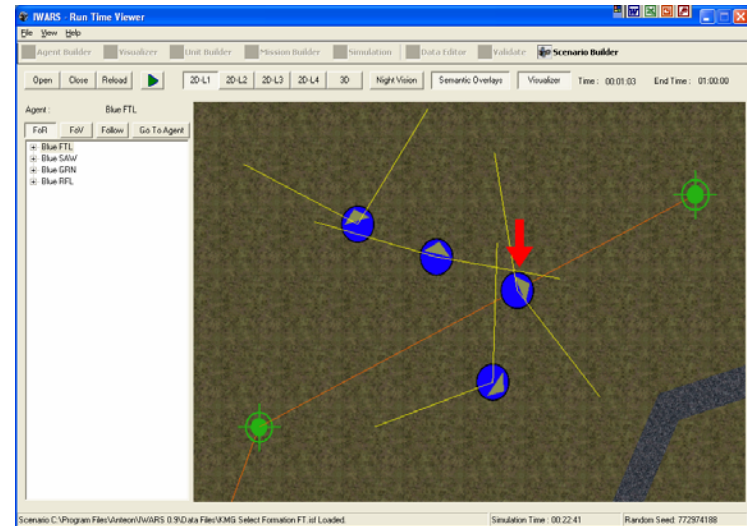 IWARS - Run Time Viewer
File View Help
Agent Builder Visualizer Unit Builder Mission Builder Simulation Data Editor Validate Scenario Builder
Open Close Reload 2D-L1 2D-L2 2D-L3 2D-L4 3D Night Vision Semantic Overlays Visualizer Time : 00:01:03 End Time : 01:00:00
Agent : Blue FTL
FoR FoV Follow Go To Agent
Blue FTL
Blue SAW
Blue GRN
Blue RFL
Scenario C:\Program Files\Anteon\IWARS 0.9\Data Files\KMG Select Formation FT.isf Loaded. Simulation Time : 00:22:41 Random Seed: 772974188